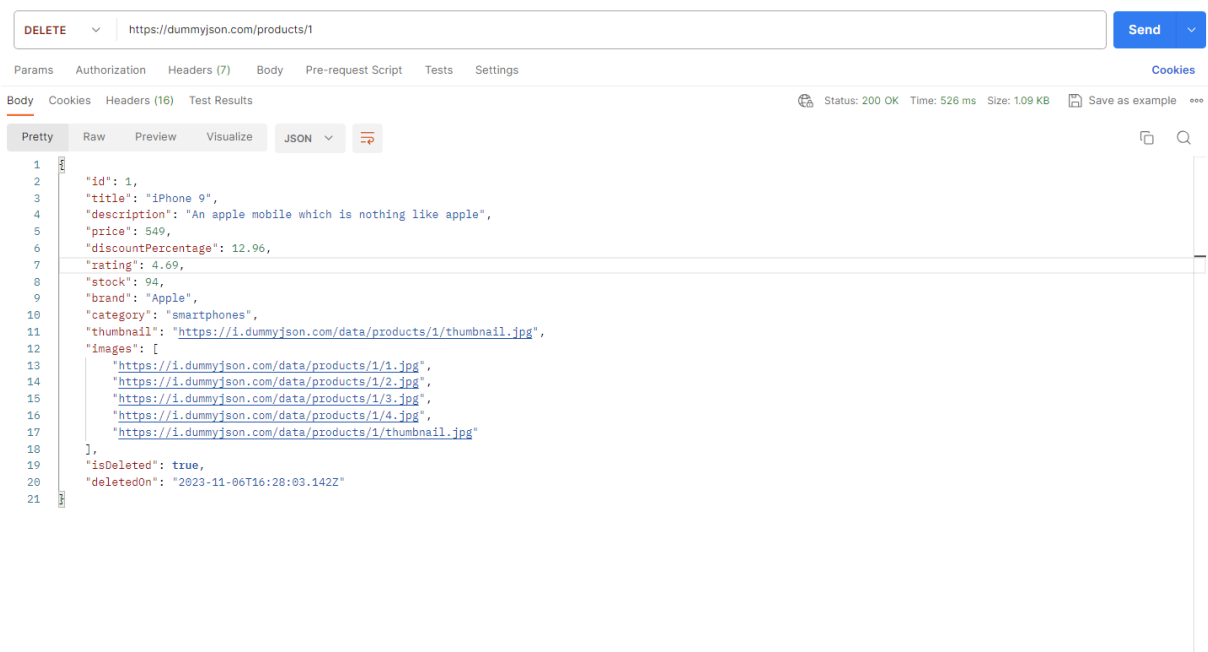 DELETE https://dummyjson.com/products/1 Send
Params Authorization Headers (7) Body Pre-request Script Tests Settings Cookies
Body Cookies Headers (16) Test Results Status: 200 OK Time: 526 ms Size: 1.09 KB Save as example
Pretty Raw Preview Visualize JSON
1 {
2 "id": 1,
3 "title": "iPhone 9",
4 "description": "An apple mobile which is nothing like apple",
5 "price": 549,
6 "discountPercentage": 12.96,
7 "rating": 4.69,
8 "stock": 94,
9 "brand": "Apple",
10 "category": "smartphones",
11 "thumbnail": "https://i.dummyjson.com/data/products/1/thumbnail.jpg",
12 "images": [
13 "https://i.dummyjson.com/data/products/1/1.jpg",
14 "https://i.dummyjson.com/data/products/1/2.jpg",
15 "https://i.dummyjson.com/data/products/1/3.jpg",
16 "https://i.dummyjson.com/data/products/1/4.jpg",
17 "https://i.dummyjson.com/data/products/1/thumbnail.jpg"
18 ],
19 "isDeleted": true,
20 "deletedOn": "2023-11-06T16:28:03.142Z"
21 }